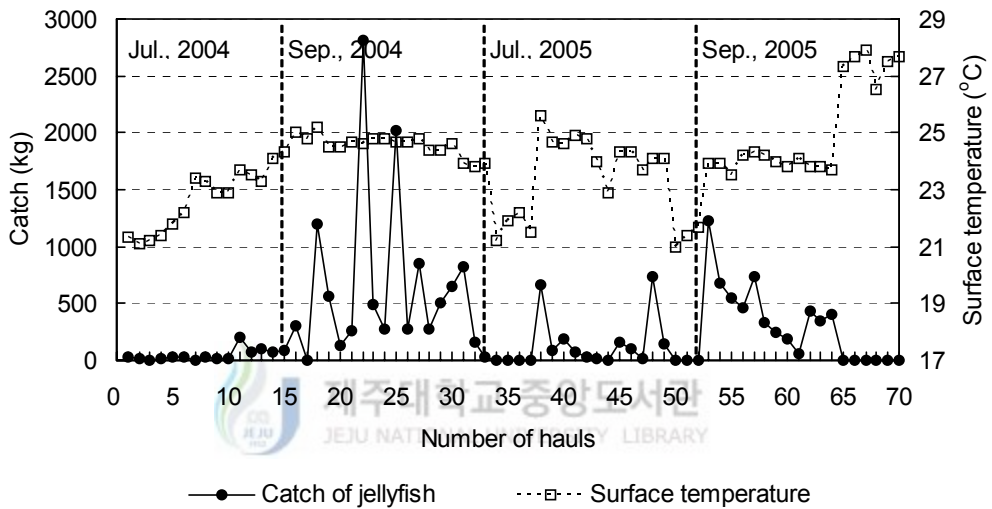 Jul., 2004 Sep., 2004 Jul., 2005 Sep., 2005
3000
2500
2000
1500
1000
500
0
Catch (kg)
29
27
25
23
21
19
17
Surface temperature (°C)
0 5 10 15 20 25 30 35 40 45 50 55 60 65 70
Number of hauls
제주대학교 중앙도서관
JEJU NATIONAL UNIVERSITY LIBRARY
JEJU
1952
Catch of jellyfish Surface temperature